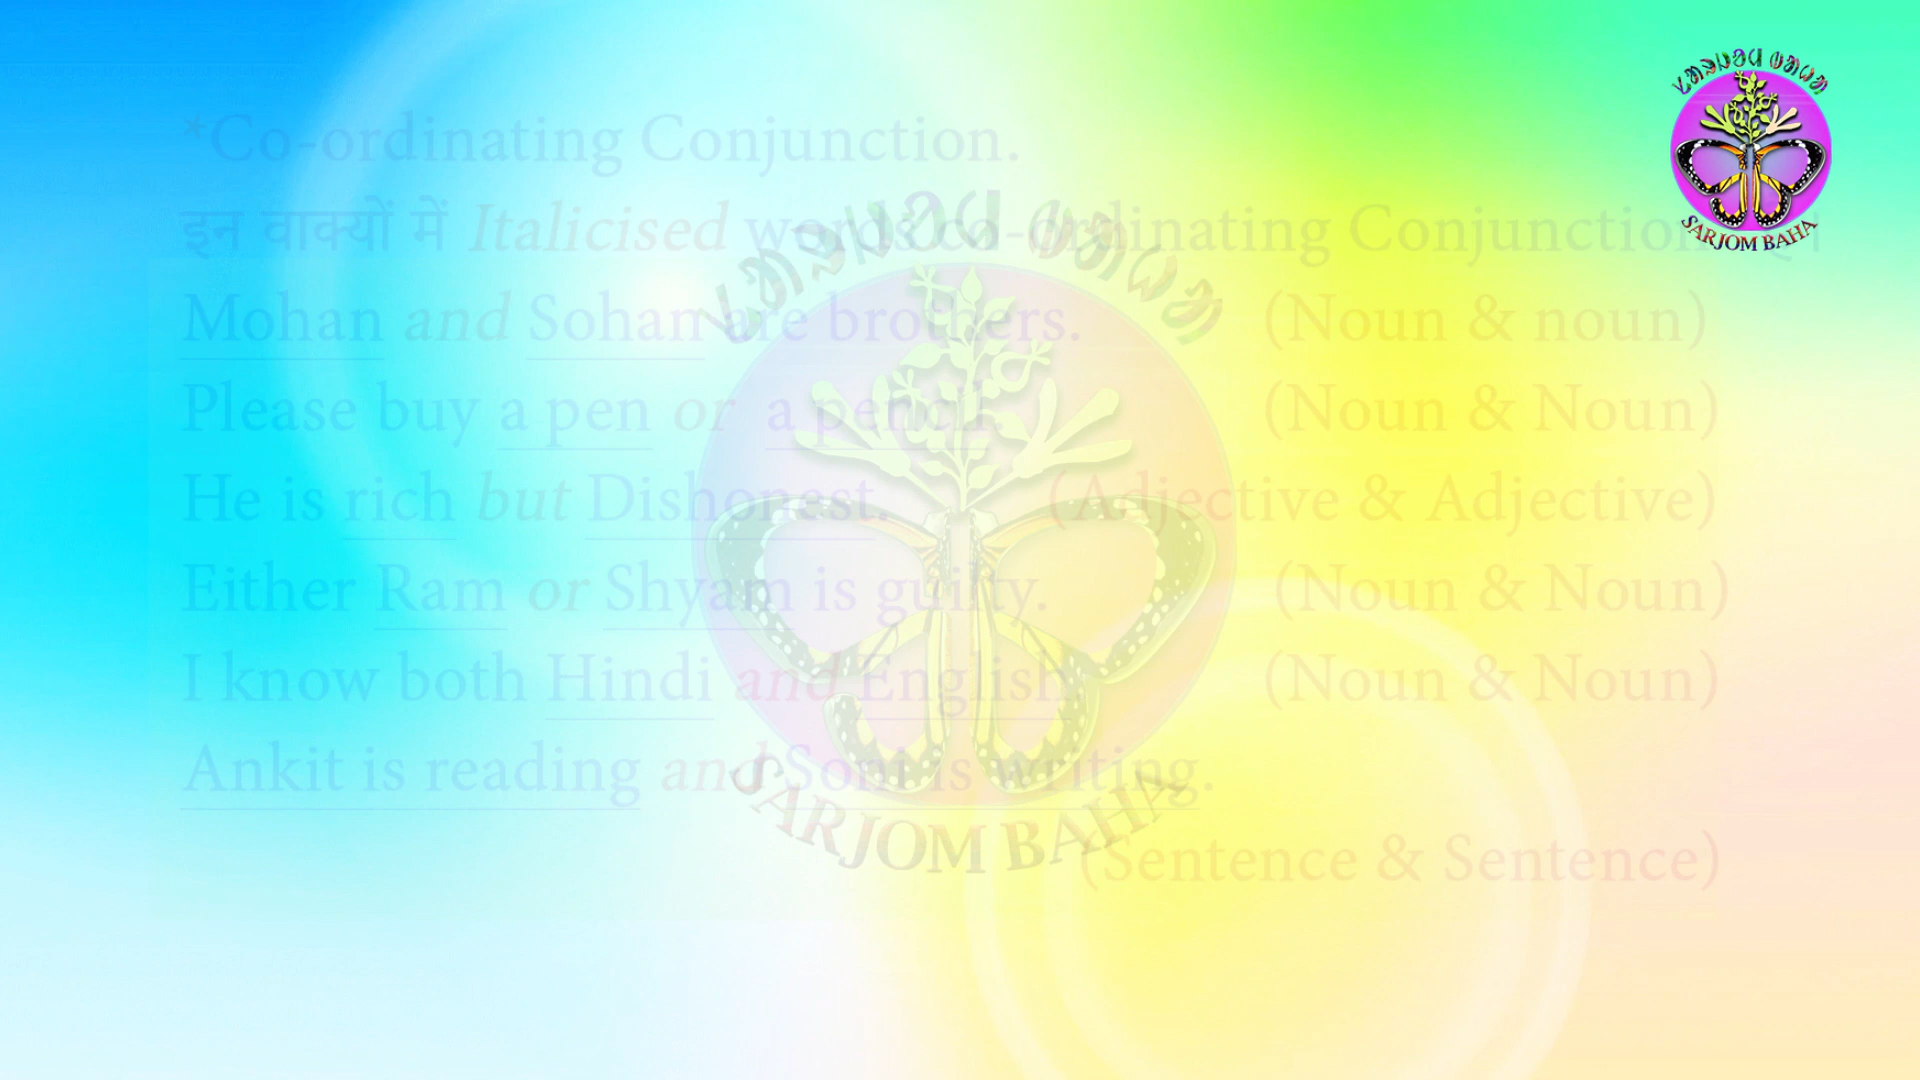 *Co-ordinating Conjunction.
इन वाक्यों में Italicised words co-ordinating Conjunction
Mohan and Sohan are brothers. (Noun & noun)
Please buy a pen or a pencil. (Noun & Noun)
He is rich but Dishonest. (Adjective & Adjective)
Either Ram or Shyam is guilty. (Noun & Noun)
I know both Hindi and English. (Noun & Noun)
Ankit is reading and Soni is writing.
(Sentence & Sentence)
SARJOM BAHA
SARJOM BAHA